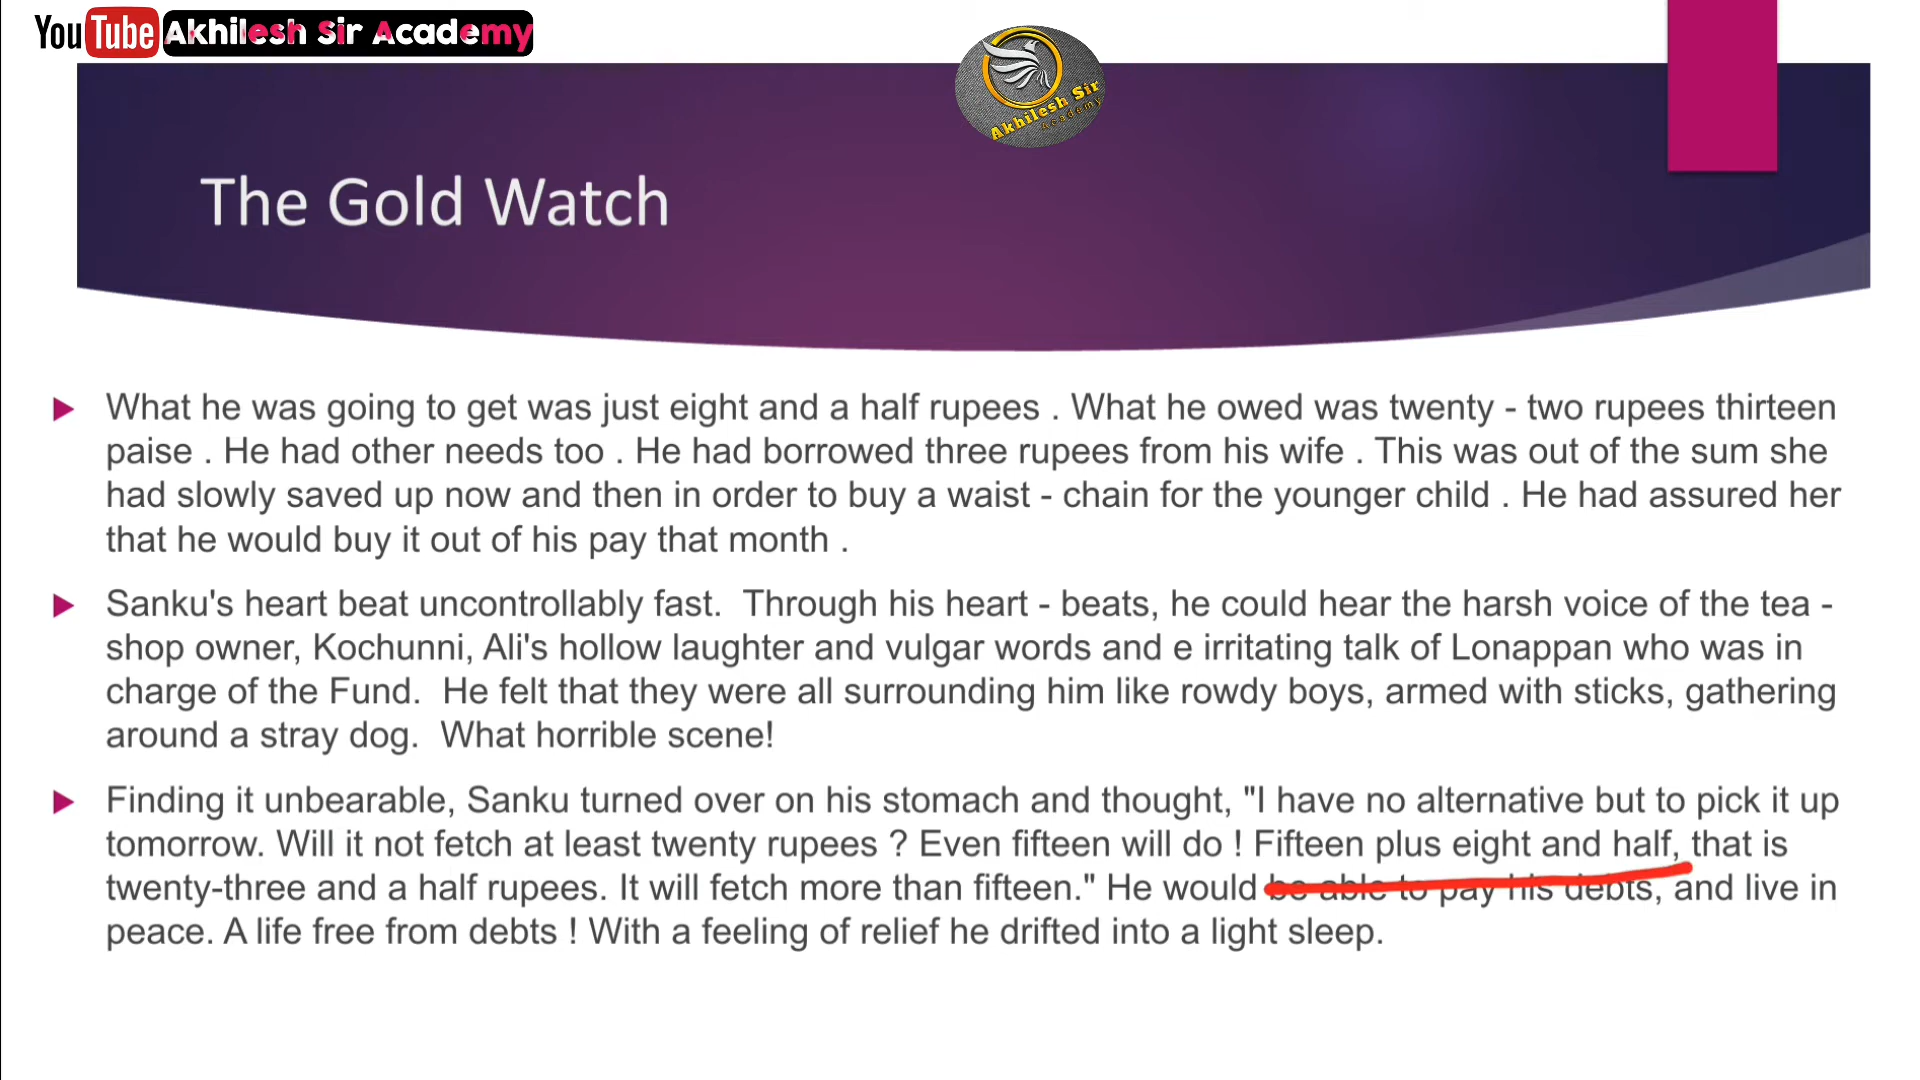 YouTube Akhilesh Sir Academy
Akhilesh Sir
Academy
The Gold Watch
What he was going to get was just eight and a half rupees . What he owed was twenty - two rupees thirteen
paise . He had other needs too . He had borrowed three rupees from his wife . This was out of the sum she
had slowly saved up now and then in order to buy a waist - chain for the younger child . He had assured her
that he would buy it out of his pay that month .
Sanku's heart beat uncontrollably fast.  Through his heart - beats, he could hear the harsh voice of the tea -
shop owner, Kochunni, Ali's hollow laughter and vulgar words and e irritating talk of Lonappan who was in
charge of the Fund.  He felt that they were all surrounding him like rowdy boys, armed with sticks, gathering
around a stray dog.  What horrible scene!
Finding it unbearable, Sanku turned over on his stomach and thought, "I have no alternative but to pick it up
tomorrow. Will it not fetch at least twenty rupees ? Even fifteen will do ! Fifteen plus eight and half, that is
twenty-three and a half rupees. It will fetch more than fifteen." He would be able to pay his debts, and live in
peace. A life free from debts ! With a feeling of relief he drifted into a light sleep.